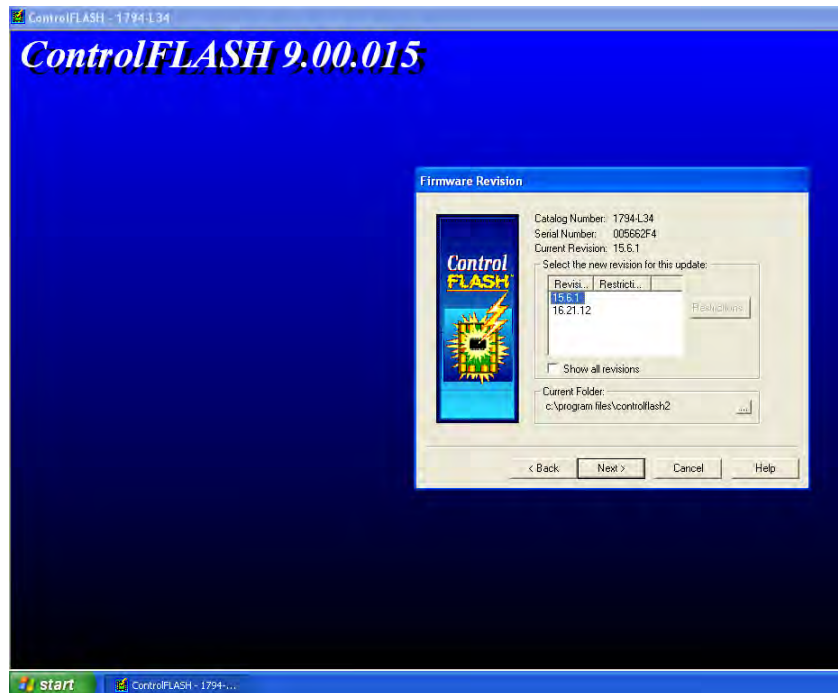 ControlFLASH - 1794-L34
ControlFLASH 9.00.015
Firmware Revision
Control
FLASH
Catalog Number: 1794-L34
Serial Number: 005662F4
Current Revision: 15.6.1
Select the new revision for this update:
Revisi... Restricti...
15.6.1
16.21.12
Restrictions
Show all revisions
Current Folder:
c:\program files\controlflash2
...
< Back Next > Cancel Help
start ControlFLASH - 1794-...